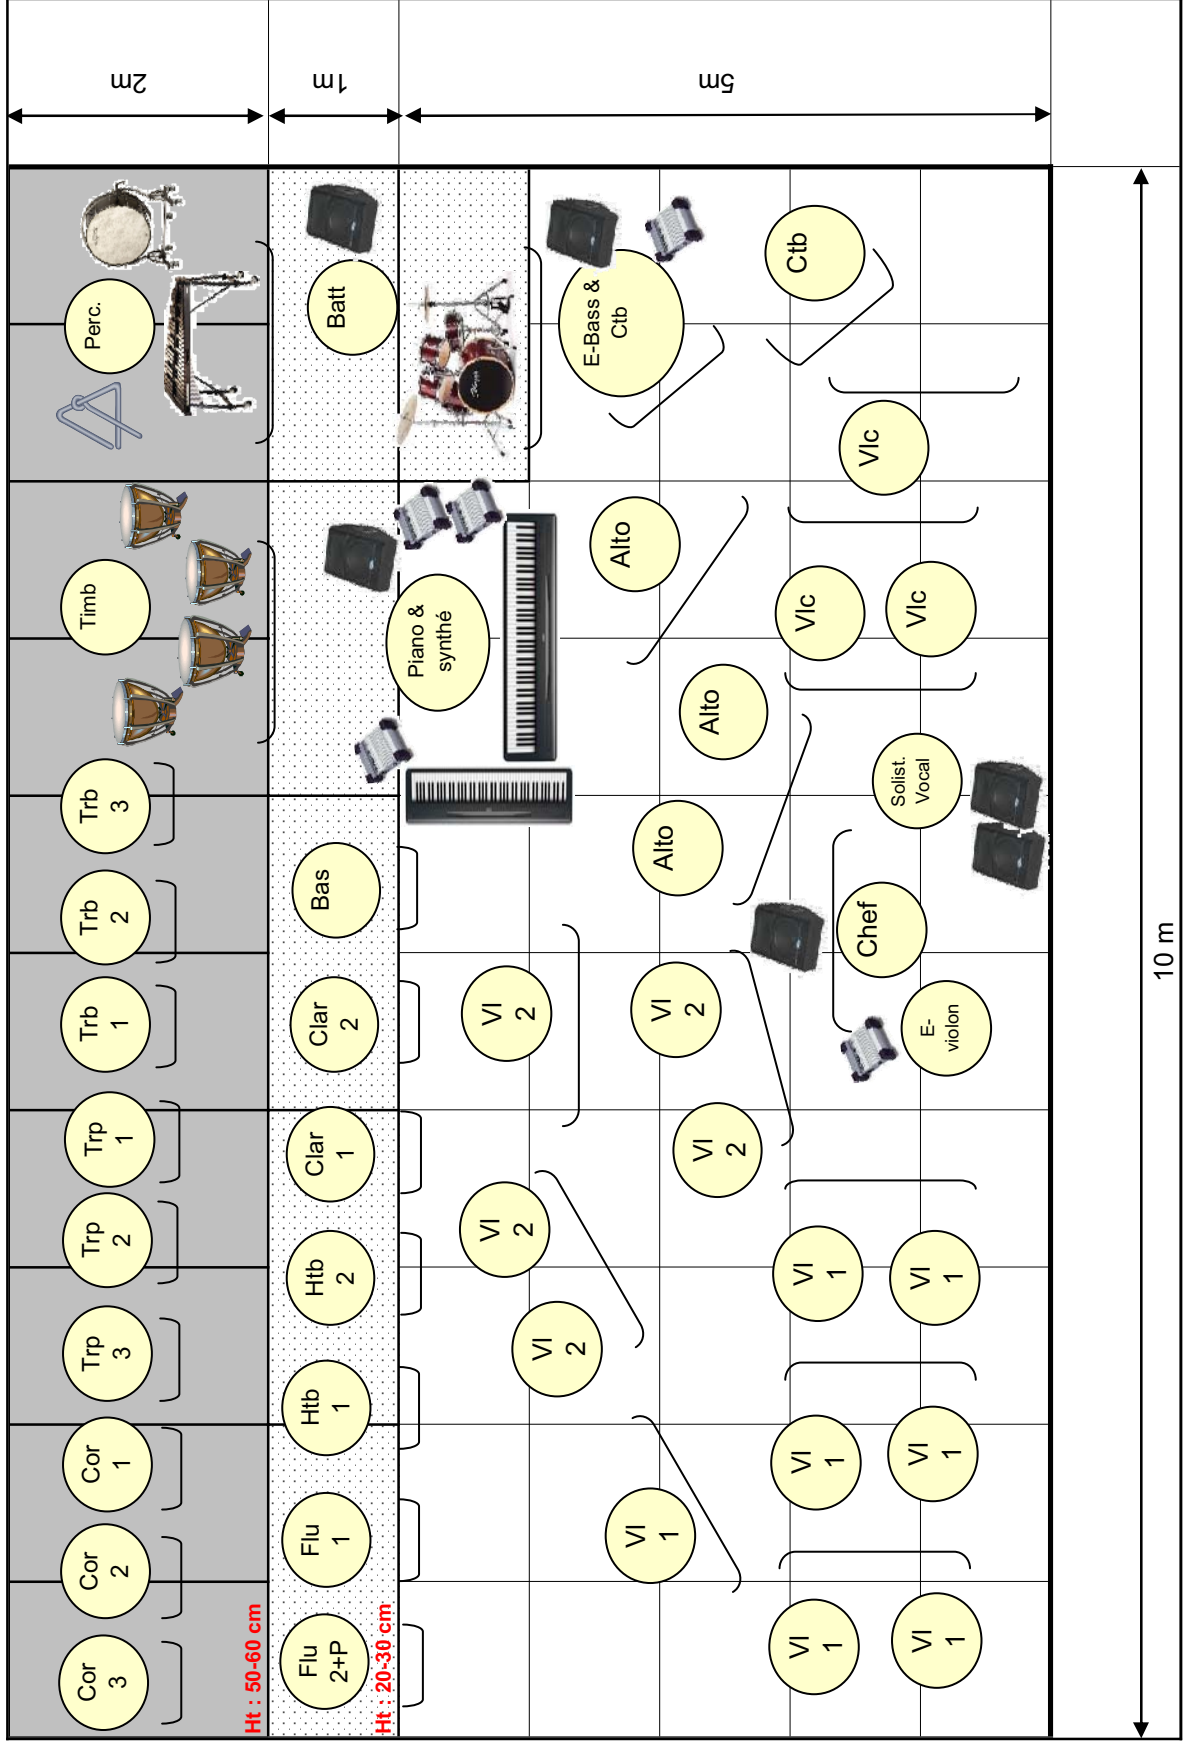 Cor
3
Cor
2
Cor
1
Trp
3
Trp
2
Trp
1
Trb
1
Trb
2
Trb
3
Timb
Perc.
2m
Ht : 50-60 cm
Flu
2+P
Flu
1
Htb
1
Htb
2
Clar
1
Clar
2
Bas
Batt
1m
Ht : 20-30 cm
Piano &
synthé
E-Bass &
Ctb
Ctb
5m
Vl
2
Vl
2
Vl
2
Vl
2
Vl
2
Alto
Alto
Alto
Vlc
Vlc
Vlc
Vl
1
Vl
1
Vl
1
Vl
1
Vl
1
Vl
1
Vl
1
E-
violon
Chef
Solist.
Vocal
10 m